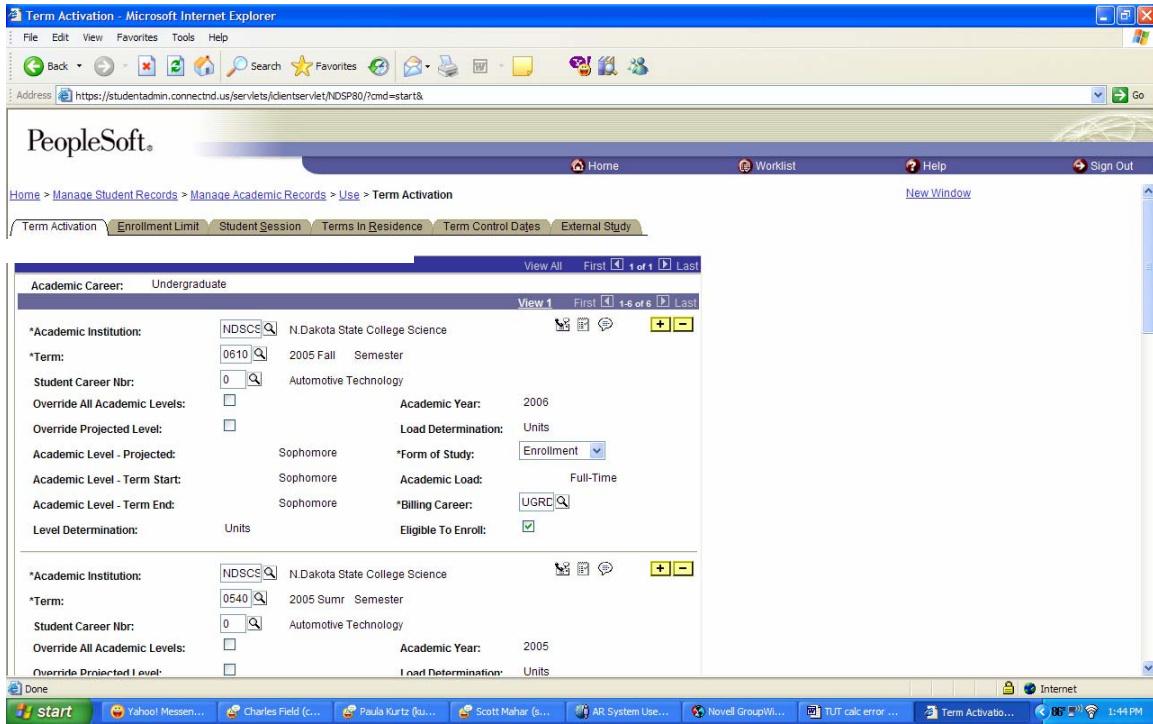 Term Activation - Microsoft Internet Explorer
File Edit View Favorites Tools Help
Back Search Favorites
Address https://studentadmin.connectnd.us/servlets/iclientservlet/NDSP80/?cmd=start& Go
PeopleSoft.
Home Worklist Help Sign Out
Home > Manage Student Records > Manage Academic Records > Use > Term Activation New Window
Term Activation Enrollment Limit Student Session Terms In Residence Term Control Dates External Study
View All First 1 of 1 Last
Academic Career: Undergraduate
View 1 First 1-6 of 6 Last
*Academic Institution: NDSCS N.Dakota State College Science
*Term: 0610 2005 Fall Semester
Student Career Nbr: 0 Automotive Technology
Override All Academic Levels: Academic Year: 2006
Override Projected Level: Load Determination: Units
Academic Level - Projected: Sophomore *Form of Study: Enrollment
Academic Level - Term Start: Sophomore Academic Load: Full-Time
Academic Level - Term End: Sophomore *Billing Career: UGRD
Level Determination: Units Eligible To Enroll:
*Academic Institution: NDSCS N.Dakota State College Science
*Term: 0540 2005 Sumr Semester
Student Career Nbr: 0 Automotive Technology
Override All Academic Levels: Academic Year: 2005
Override Projected Level: Load Determination: Units
Done Internet
start Yahoo! Messen... Charles Field (c... Paula Kurtz (ku... Scott Mahar (s... AR System Use... Novell GroupWi... TUT calc error ... Term Activatio... 1:44 PM